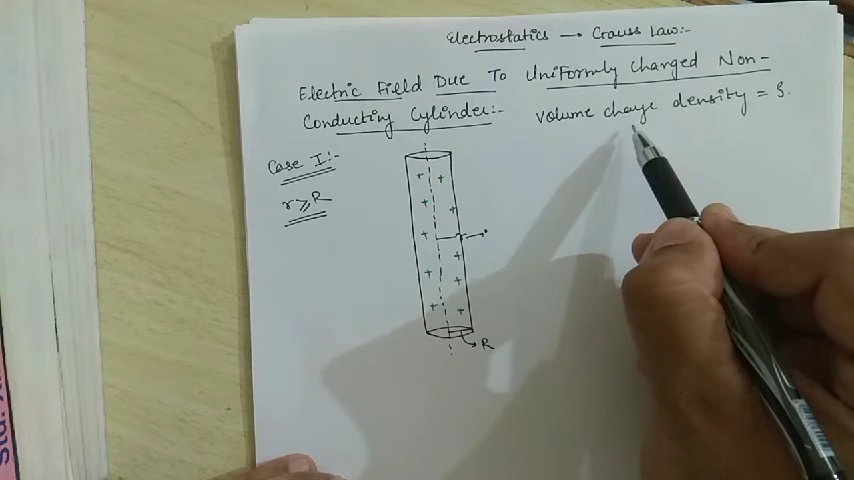 Electrostatics → Gauss Law:-
Electric Field Due To Uniformly Charged Non-
Conducting Cylinder:- volume charge density = ρ.
Case I:-
r ≥ R
R